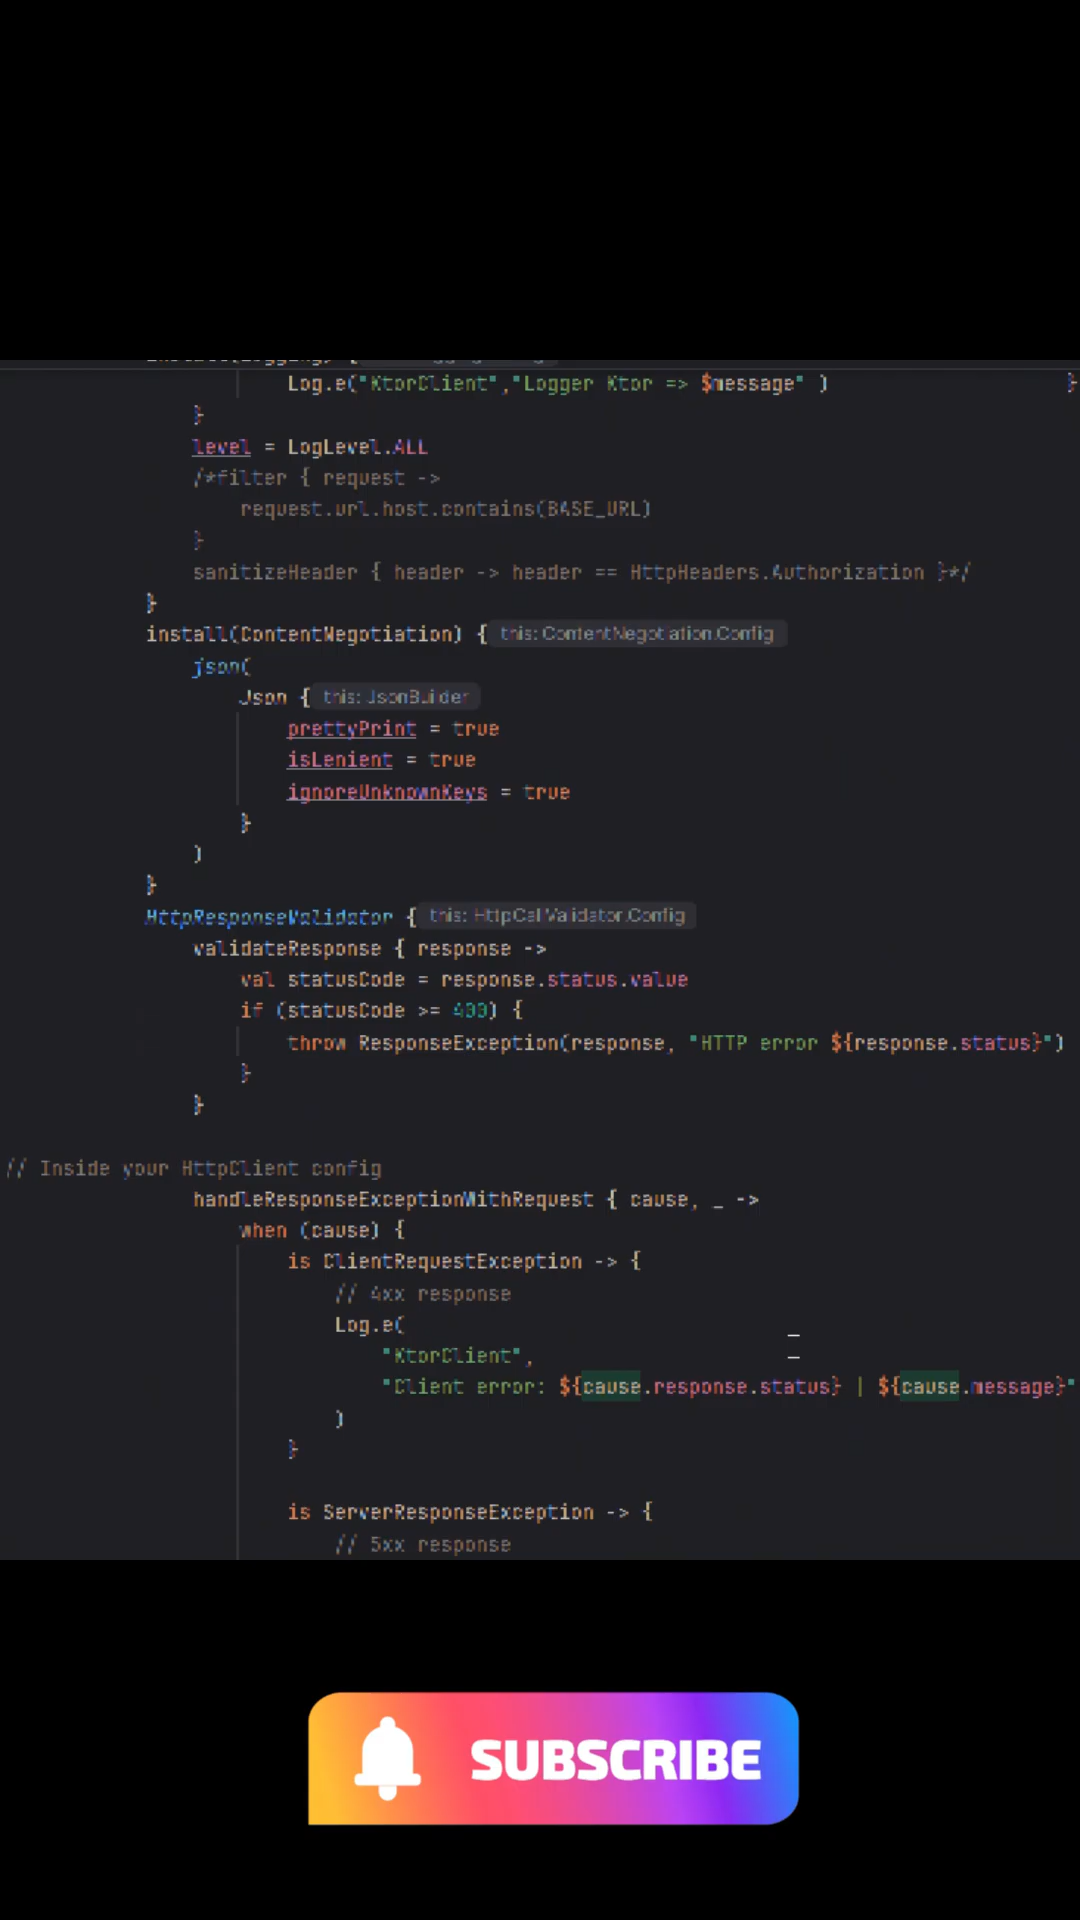 Log.e("KtorClient","Logger Ktor => $message" ) }
}
level = LogLevel.ALL
/*filter { request ->
request.url.host.contains(BASE_URL)
}
sanitizeHeader { header -> header == HttpHeaders.Authorization }*/
}
install(ContentNegotiation) { this: ContentNegotiation.Config
json(
Json { this: JsonBuilder
prettyPrint = true
isLenient = true
ignoreUnknownKeys = true
}
)
}
HttpResponseValidator { this: HttpCallValidator.Config
validateResponse { response ->
val statusCode = response.status.value
if (statusCode >= 400) {
throw ResponseException(response, "HTTP error ${response.status}")
}
}
// Inside your HttpClient config
handleResponseExceptionWithRequest { cause, _ ->
when (cause) {
is ClientRequestException -> {
// 4xx response
Log.e(
"KtorClient",
"Client error: ${cause.response.status} | ${cause.message}"
)
}
is ServerResponseException -> {
// 5xx response
SUBSCRIBE